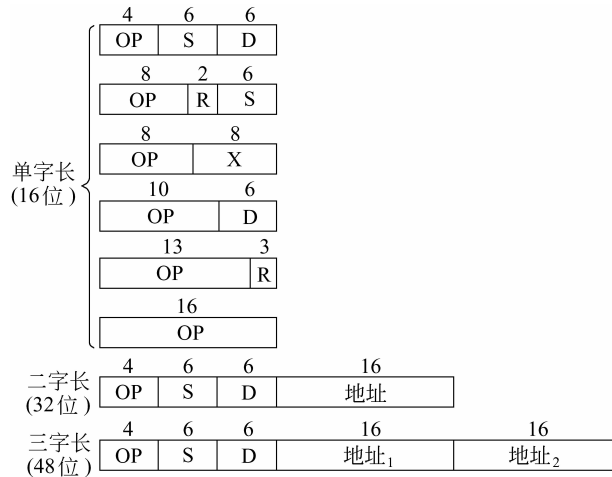 4 6 6
OP S D
8 2 6
OP R S
8 8
OP X
单字长
(16位)
10 6
OP D
13 3
OP R
16
OP
二字长
(32位)
4 6 6 16
OP S D 地址
三字长
(48位)
4 6 6 16 16
OP S D 地址₁ 地址₂